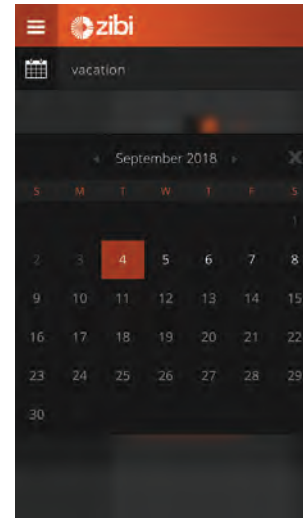 zibi
vacation
September 2018
S M T W T F S
1
2 3 4 5 6 7 8
9 10 11 12 13 14 15
16 17 18 19 20 21 22
23 24 25 26 27 28 29
30